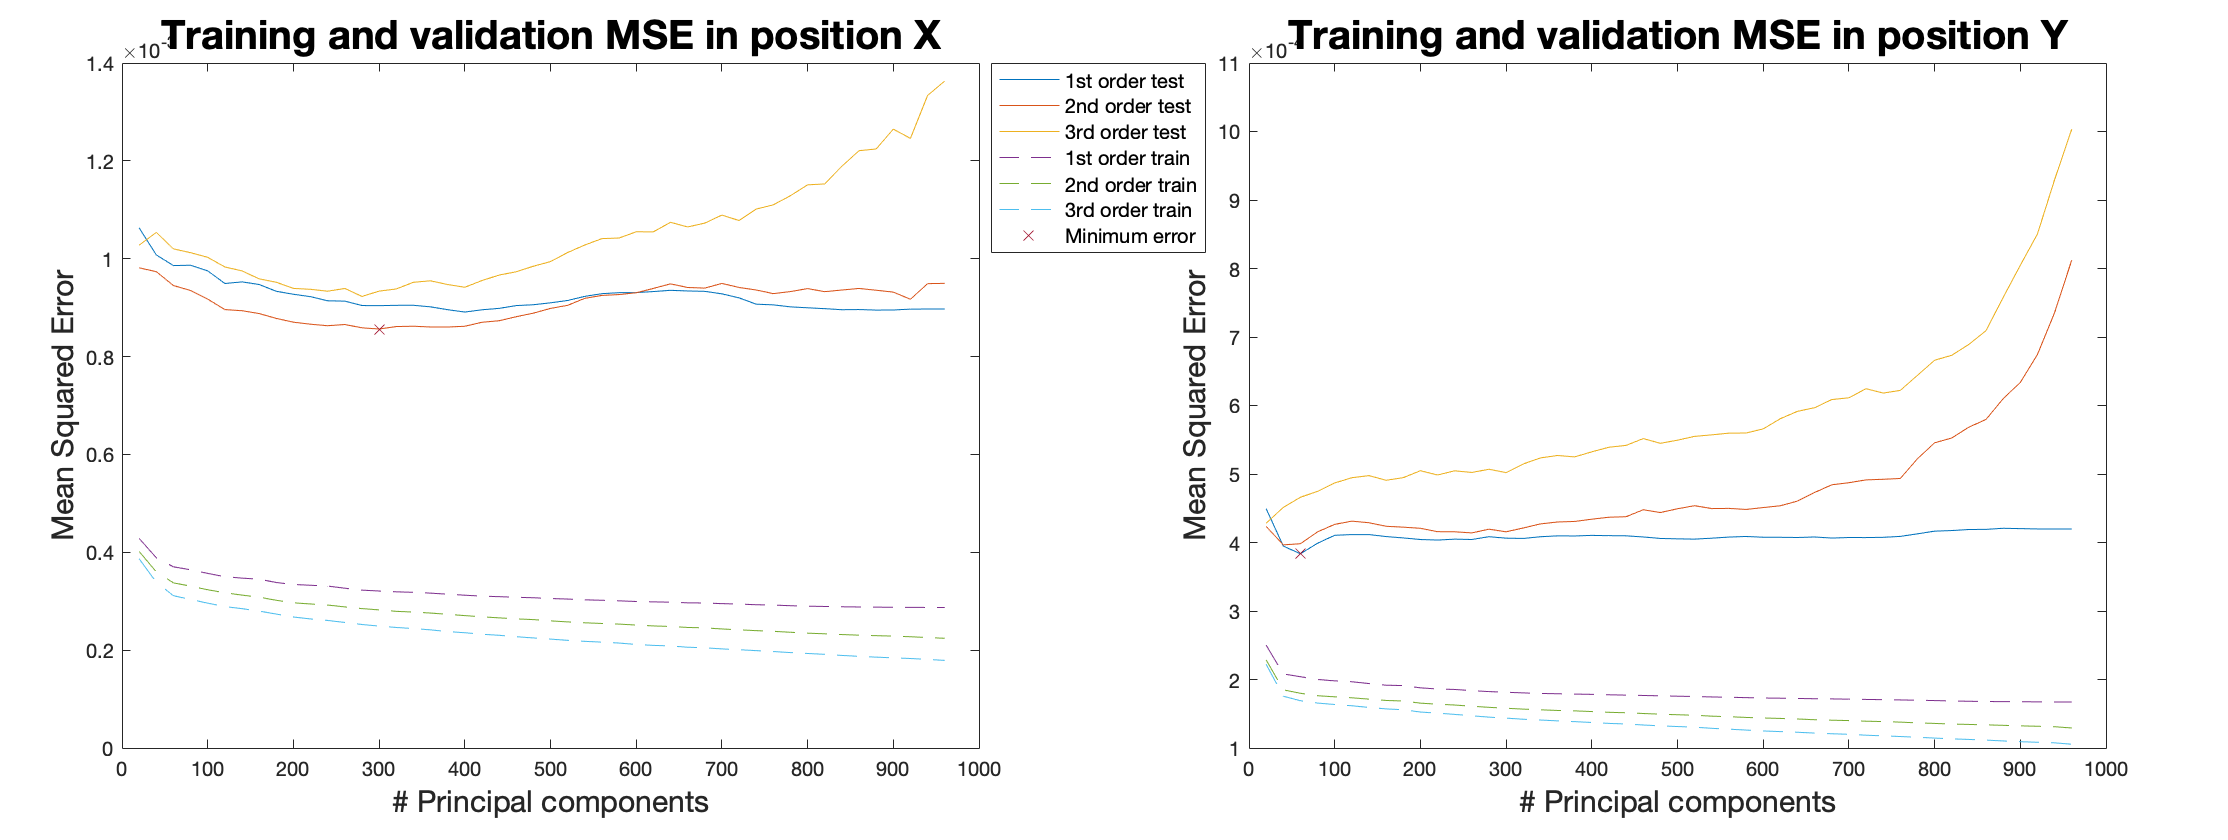 Training and validation MSE in position X
×10
1.4
1.2
1
0.8
0.6
0.4
0.2
0
0 100 200 300 400 500 600 700 800 900 1000
# Principal components
Mean Squared Error
1st order test
2nd order test
3rd order test
1st order train
2nd order train
3rd order train
Minimum error
Training and validation MSE in position Y
×10⁻⁴
11
10
9
8
7
6
5
4
3
2
1
0 100 200 300 400 500 600 700 800 900 1000
# Principal components
Mean Squared Error